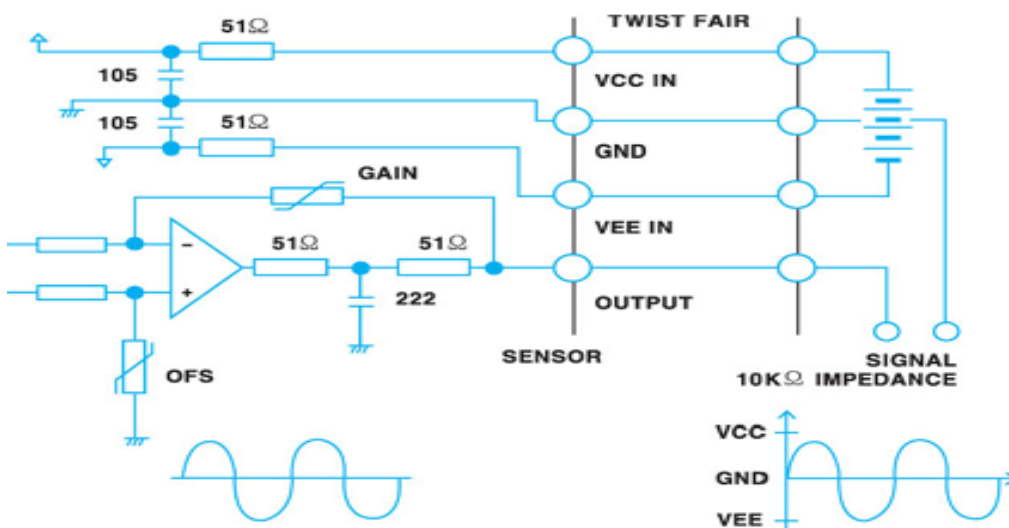 51Ω
TWIST FAIR
105
VCC IN
105
51Ω
GND
GAIN
VEE IN
51Ω
51Ω
222
OUTPUT
OFS
SENSOR
SIGNAL
10KΩ IMPEDANCE
VCC
GND
VEE